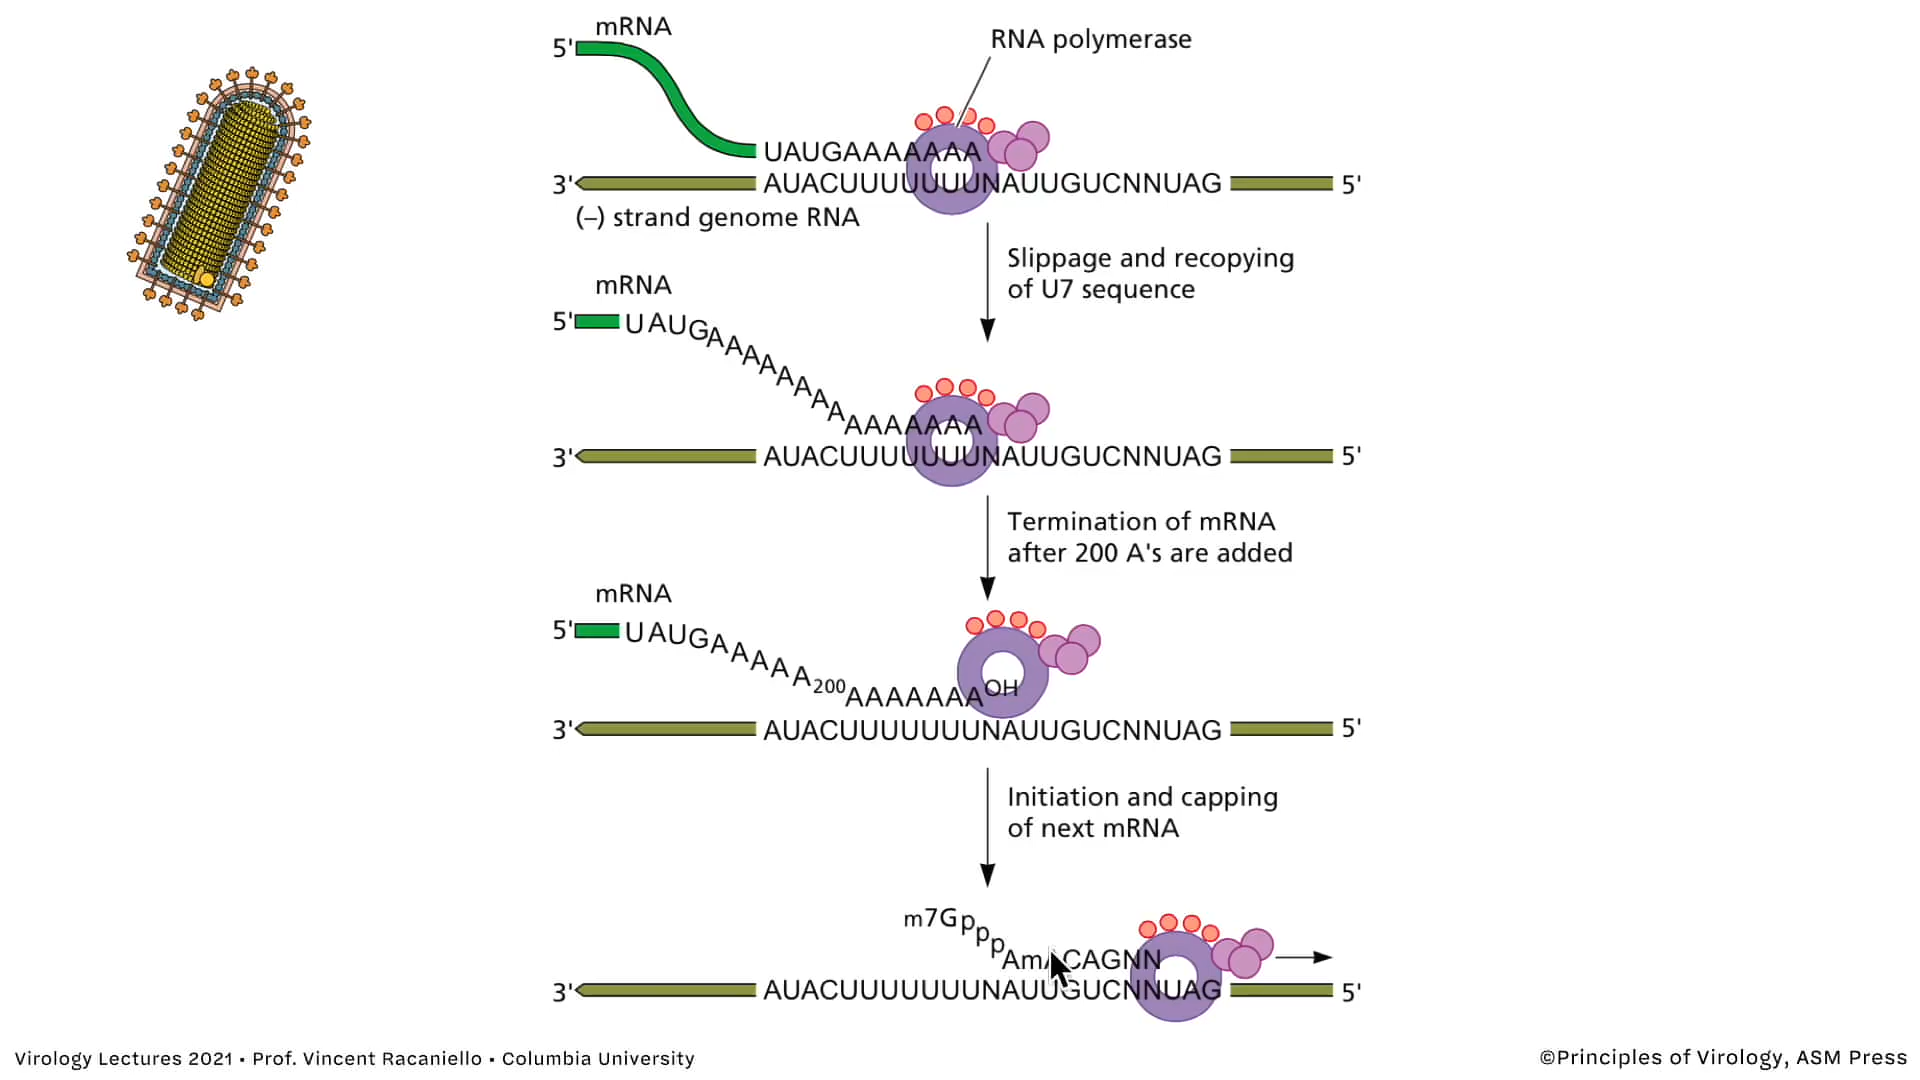 mRNA
RNA polymerase
5'
UAUGAAAAAAA
3' AUACUUUUUUUNAUUGUCNNUAG 5'
(–) strand genome RNA
Slippage and recopying
of U7 sequence
mRNA
5' UAUGAAAAAAAAAAAAAAA
3' AUACUUUUUUUNAUUGUCNNUAG 5'
Termination of mRNA
after 200 A's are added
mRNA
5' UAUGAAAAA200AAAAAAAOH
3' AUACUUUUUUUNAUUGUCNNUAG 5'
Initiation and capping
of next mRNA
m7Gppp
AmACAGNN
3' AUACUUUUUUUNAUUGUCNNUAG 5'
Virology Lectures 2021 • Prof. Vincent Racaniello • Columbia University
©Principles of Virology, ASM Press